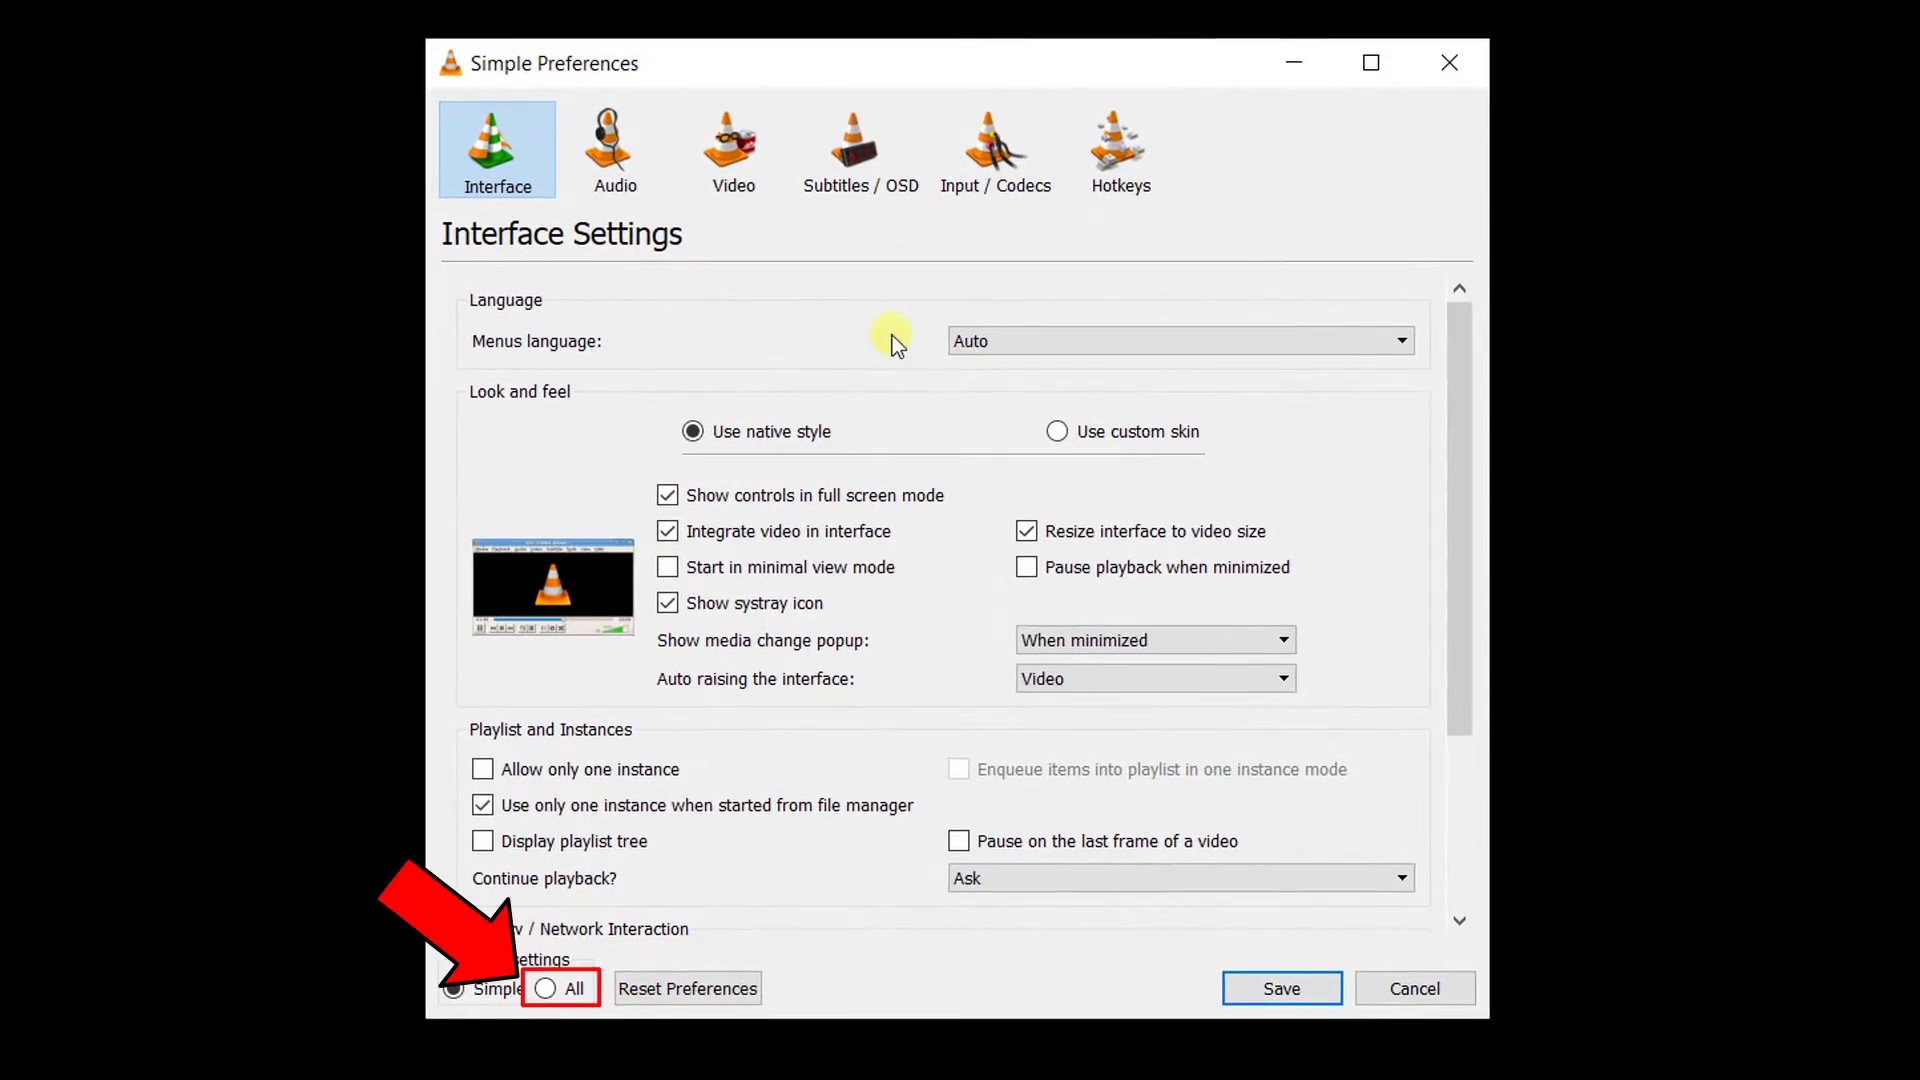 Simple Preferences
Interface
Audio
Video
Subtitles / OSD
Input / Codecs
Hotkeys
Interface Settings
Language
Menus language:
Auto
Look and feel
Use native style
Use custom skin
Show controls in full screen mode
Integrate video in interface
Resize interface to video size
Start in minimal view mode
Pause playback when minimized
Show systray icon
Show media change popup:
When minimized
Auto raising the interface:
Video
Playlist and Instances
Allow only one instance
Enqueue items into playlist in one instance mode
Use only one instance when started from file manager
Display playlist tree
Pause on the last frame of a video
Continue playback?
Ask
/ Network Interaction
settings
Simple
All
Reset Preferences
Save
Cancel